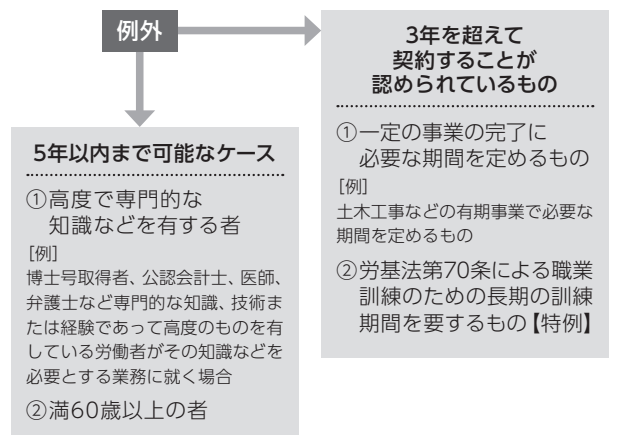 例外
3年を超えて
契約することが
認められているもの
①一定の事業の完了に
必要な期間を定めるもの
[例]
土木工事などの有期事業で必要な
期間を定めるもの
②労基法第70条による職業
訓練のための長期の訓練
期間を要するもの【特例】
5年以内まで可能なケース
①高度で専門的な
知識などを有する者
[例]
博士号取得者、公認会計士、医師、
弁護士など専門的な知識、技術ま
たは経験であって高度のものを有
している労働者がその知識などを
必要とする業務に就く場合
②満60歳以上の者